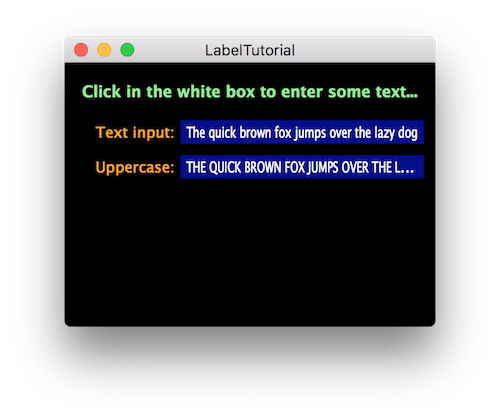 LabelTutorial
Click in the white box to enter some text...
Text input: The quick brown fox jumps over the lazy dog
Uppercase: THE QUICK BROWN FOX JUMPS OVER THE L...